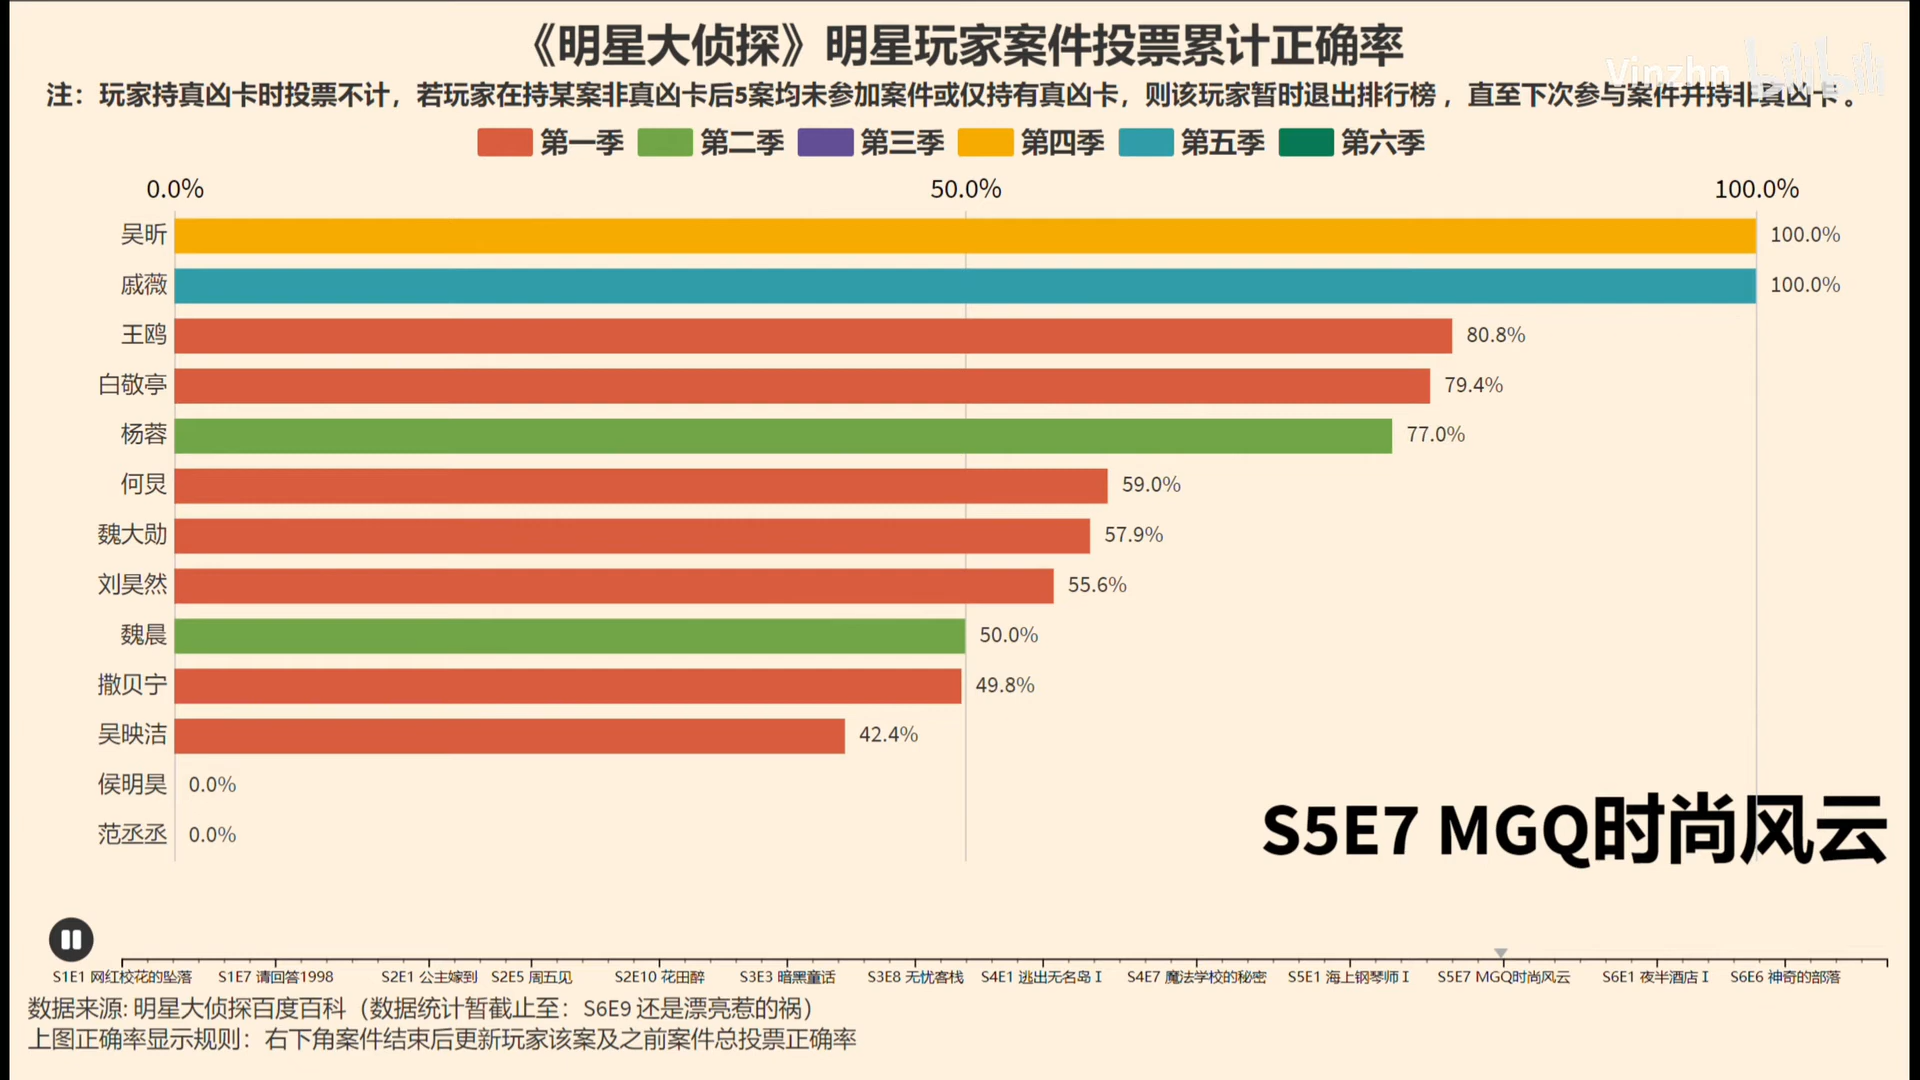 《明星大侦探》明星玩家案件投票累计正确率
Vinzhn bilibili
注：玩家持真凶卡时投票不计，若玩家在持某案非真凶卡后5案均未参加案件或仅持有真凶卡，则该玩家暂时退出排行榜，直至下次参与案件并持非真凶卡。
第一季 第二季 第三季 第四季 第五季 第六季
0.0% 50.0% 100.0%
吴昕 100.0%
戚薇 100.0%
王鸥 80.8%
白敬亭 79.4%
杨蓉 77.0%
何炅 59.0%
魏大勋 57.9%
刘昊然 55.6%
魏晨 50.0%
撒贝宁 49.8%
吴映洁 42.4%
侯明昊 0.0%
范丞丞 0.0%
S5E7 MGQ时尚风云
S1E1 网红校花的坠落 S1E7 请回答1998 S2E1 公主嫁到 S2E5 周五见 S2E10 花田醉 S3E3 暗黑童话 S3E8 无忧客栈 S4E1 逃出无名岛 I S4E7 魔法学校的秘密 S5E1 海上钢琴师 I S5E7 MGQ时尚风云 S6E1 夜半酒店 I S6E6 神奇的部落
数据来源: 明星大侦探百度百科（数据统计暂截止至：S6E9 还是漂亮惹的祸）
上图正确率显示规则：右下角案件结束后更新玩家该案及之前案件总投票正确率